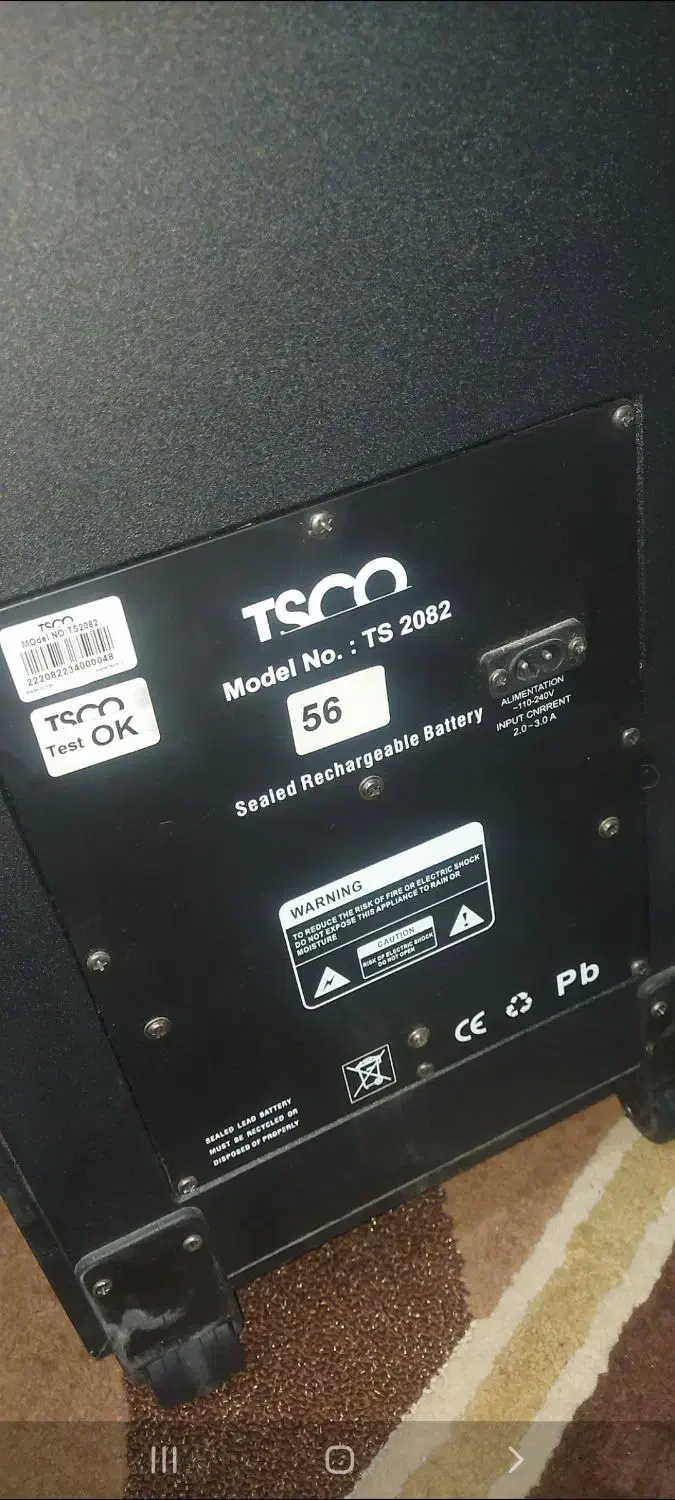 TSCO
MOdel NO:TS2082
222082234000048
TSCO
Test OK
TSCO
Model No. : TS 2082
56
Sealed Rechargeable Battery
ALIMENTATION
~110-240V
INPUT CNRRENT
2.0~3.0 A
WARNING
TO REDUCE THE RISK OF FIRE OR ELECTRIC SHOCK
DO NOT EXPOSE THIS APPLIANCE TO RAIN OR
MOISTURE
CAUTION
RISK OF ELECTRIC SHOCK
DO NOT OPEN
CE
Pb
SEALED LEAD BATTERY
MUST BE RECYCLED OR
DISPOSED OF PROPERLY